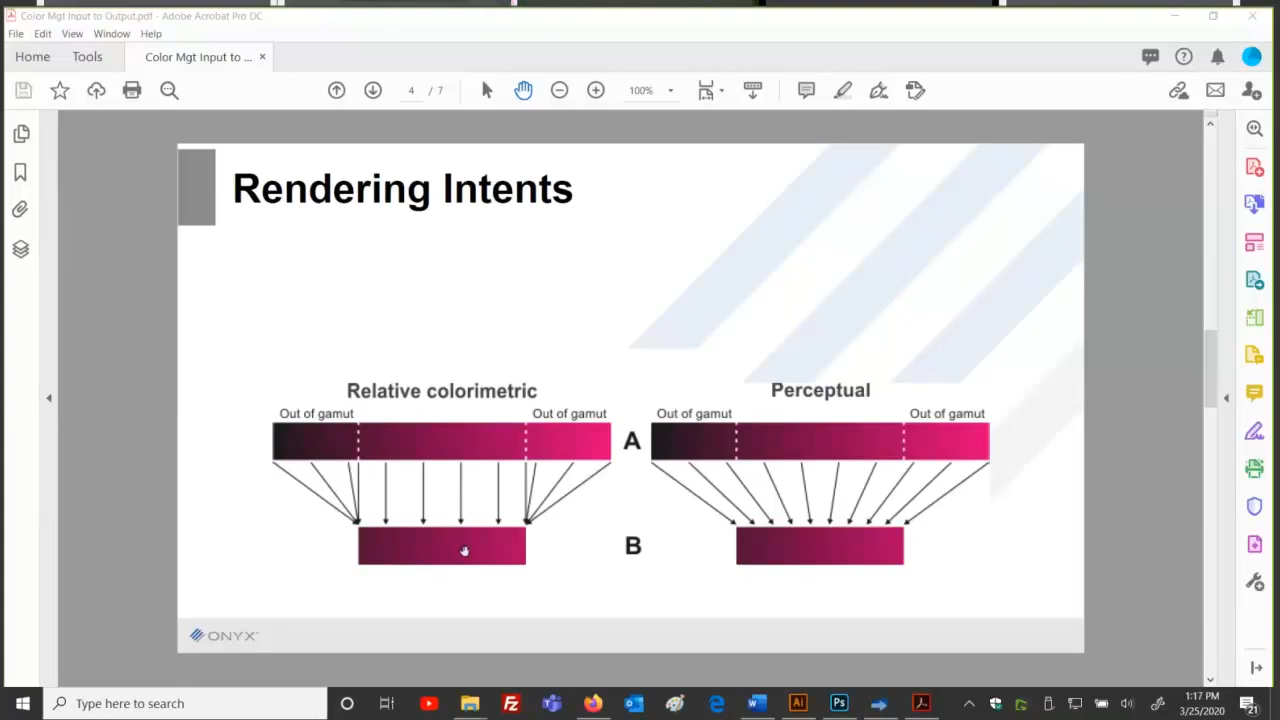 Color Mgt Input to Output.pdf - Adobe Acrobat Pro DC
File Edit View Window Help
Home Tools Color Mgt Input to ... ×
4 / 7 100%
Rendering Intents
Relative colorimetric Perceptual
Out of gamut Out of gamut Out of gamut Out of gamut
A
B
ONYX
Type here to search
1:17 PM
3/25/2020
21